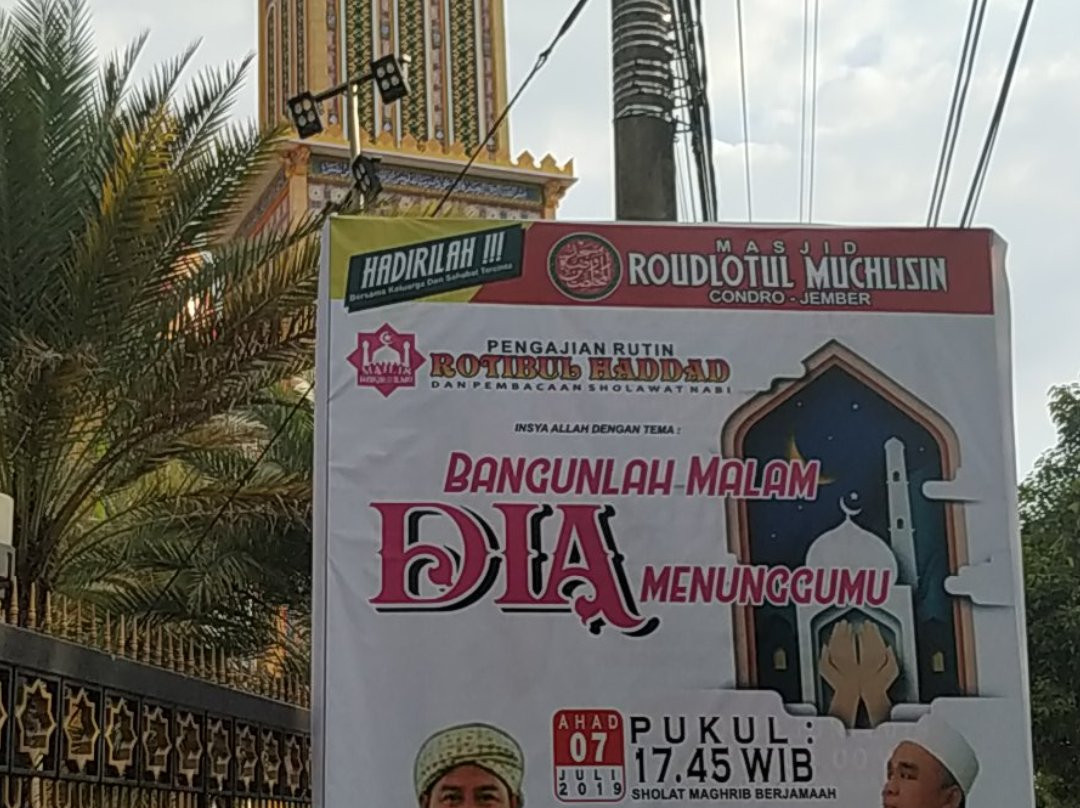 HADIRILAH !!!
Bersama Keluarga Dan Sahabat Tercinta
MASJID
ROUDLOTUL MUCHLISIN
CONDRO - JEMBER
MAJLIS
PENGAJIAN RUTIN
ROTIBUL HADDAD
DAN PEMBACAAN SHOLAWAT NABI
INSYA ALLAH DENGAN TEMA :
BANGUNLAH MALAM
DIA
MENUNGGUMU
AHAD
07
JULI
2019
PUKUL :
17.45 WIB
SHOLAT MAGHRIB BERJAMAAH